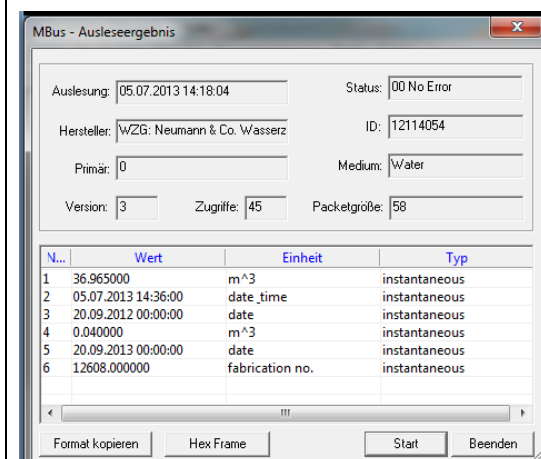 MBus - Ausleseergebnis
Auslesung: 05.07.2013 14:18:04 Status: 00 No Error
Hersteller: WZG: Neumann & Co. Wasserz ID: 12114054
Primär: 0 Medium: Water
Version: 3 Zugriffe: 45 Packetgröße: 58
N... Wert Einheit Typ
1 36.965000 m^3 instantaneous
2 05.07.2013 14:36:00 date_time instantaneous
3 20.09.2012 00:00:00 date instantaneous
4 0.040000 m^3 instantaneous
5 20.09.2013 00:00:00 date instantaneous
6 12608.000000 fabrication no. instantaneous
Format kopieren Hex Frame Start Beenden